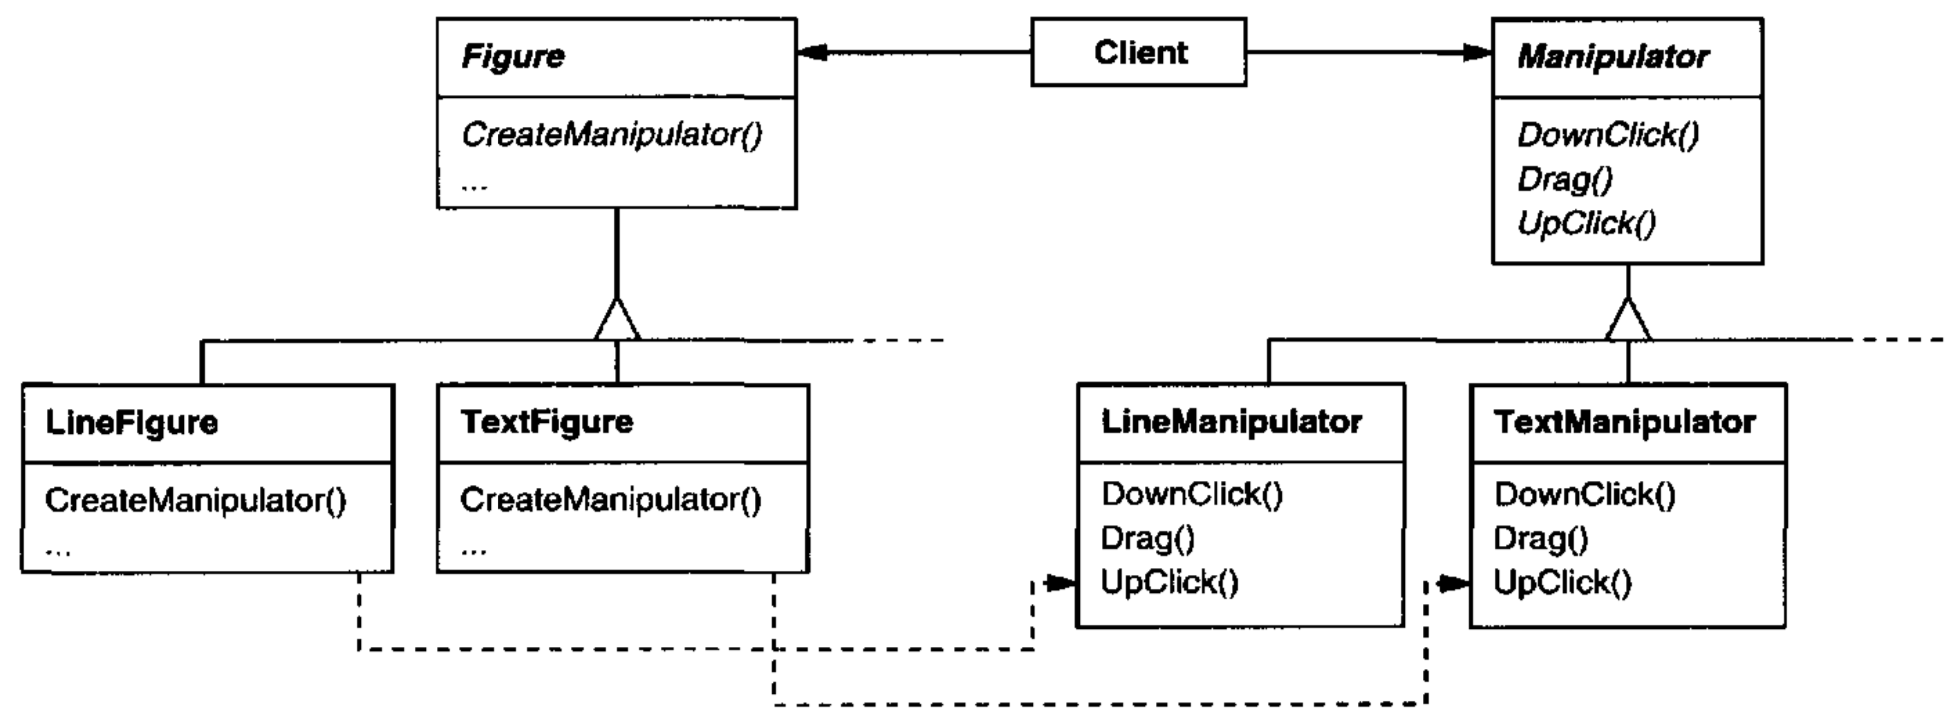 Figure
CreateManipulator()
...
Client
Manipulator
DownClick()
Drag()
UpClick()
LineFigure
CreateManipulator()
...
TextFigure
CreateManipulator()
...
LineManipulator
DownClick()
Drag()
UpClick()
TextManipulator
DownClick()
Drag()
UpClick()